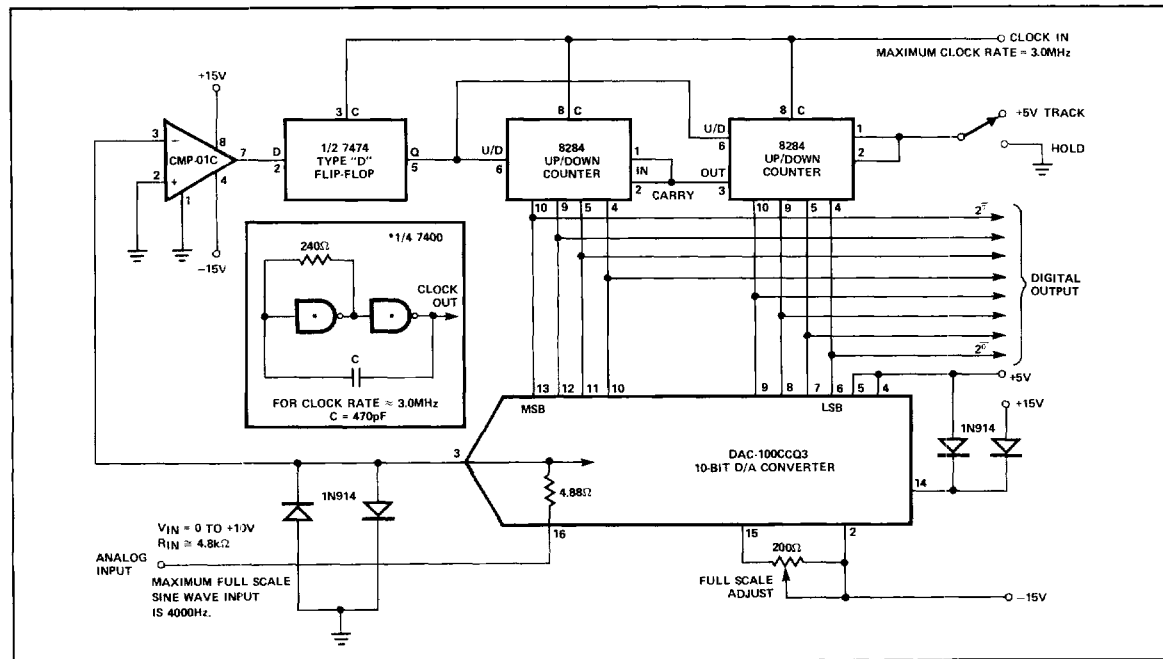 CLOCK IN
MAXIMUM CLOCK RATE = 3.0MHz
+15V
3 C
8 C
8 C
3
−
8
CMP-01C
7
D
2
1/2 7474
TYPE "D"
FLIP-FLOP
Q
5
U/D
6
8284
UP/DOWN
COUNTER
1
IN
2
CARRY
U/D
6
OUT
3
8284
UP/DOWN
COUNTER
1
2
+5V TRACK
HOLD
2
+
4
1
−15V
10 9 5 4
10 9 5 4
*1/4 7400
240Ω
CLOCK
OUT
C
FOR CLOCK RATE ≈ 3.0MHz
C = 470pF
DIGITAL
OUTPUT
13 12 11 10
9 8 7 6 5 4
+5V
+15V
MSB
LSB
1N914
DAC-100CCQ3
10-BIT D/A CONVERTER
14
3
4.88Ω
1N914
16
15
2
VIN = 0 TO +10V
RIN ≅ 4.8kΩ
ANALOG
INPUT
MAXIMUM FULL SCALE
SINE WAVE INPUT
IS 4000Hz.
200Ω
FULL SCALE
ADJUST
−15V